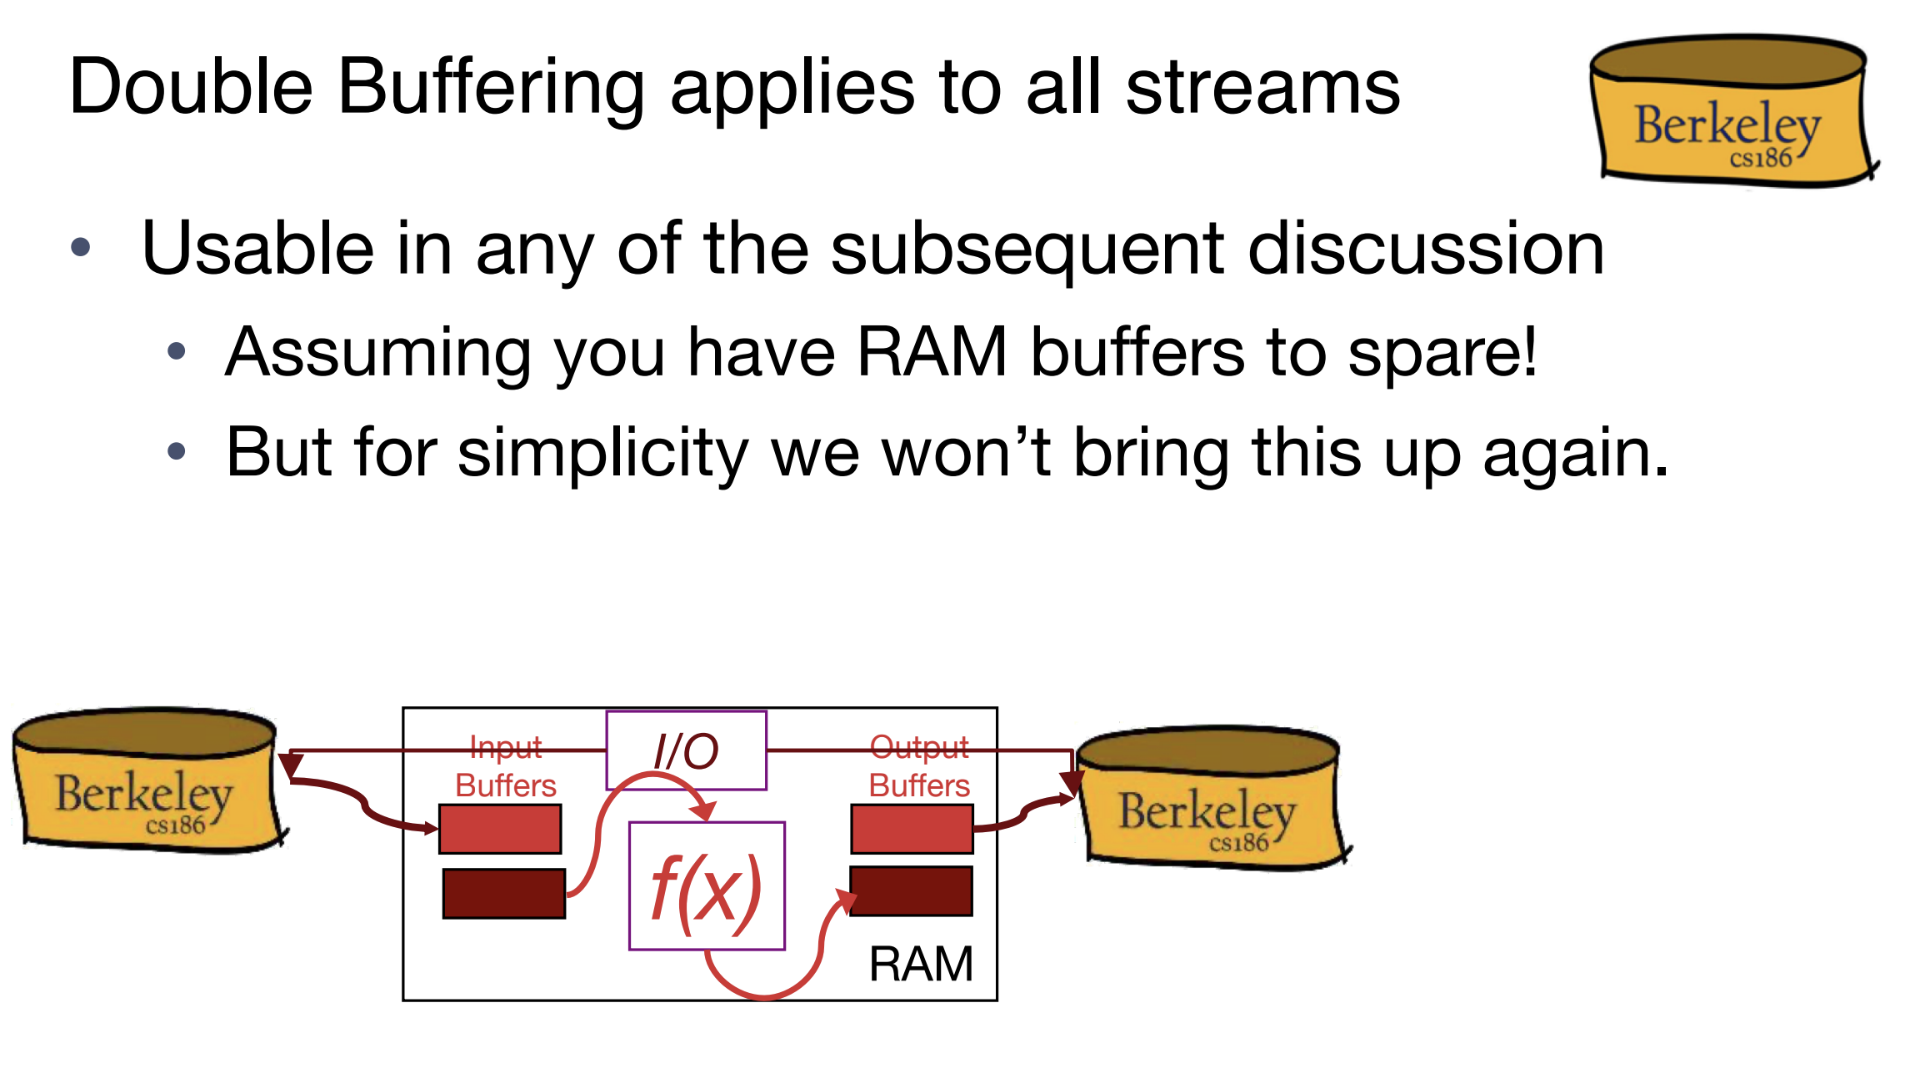 Double Buffering applies to all streams
Berkeley
cs186
• Usable in any of the subsequent discussion
• Assuming you have RAM buffers to spare!
• But for simplicity we won’t bring this up again.
Berkeley
cs186
Input
Buffers
I/O
f(x)
Output
Buffers
RAM
Berkeley
cs186